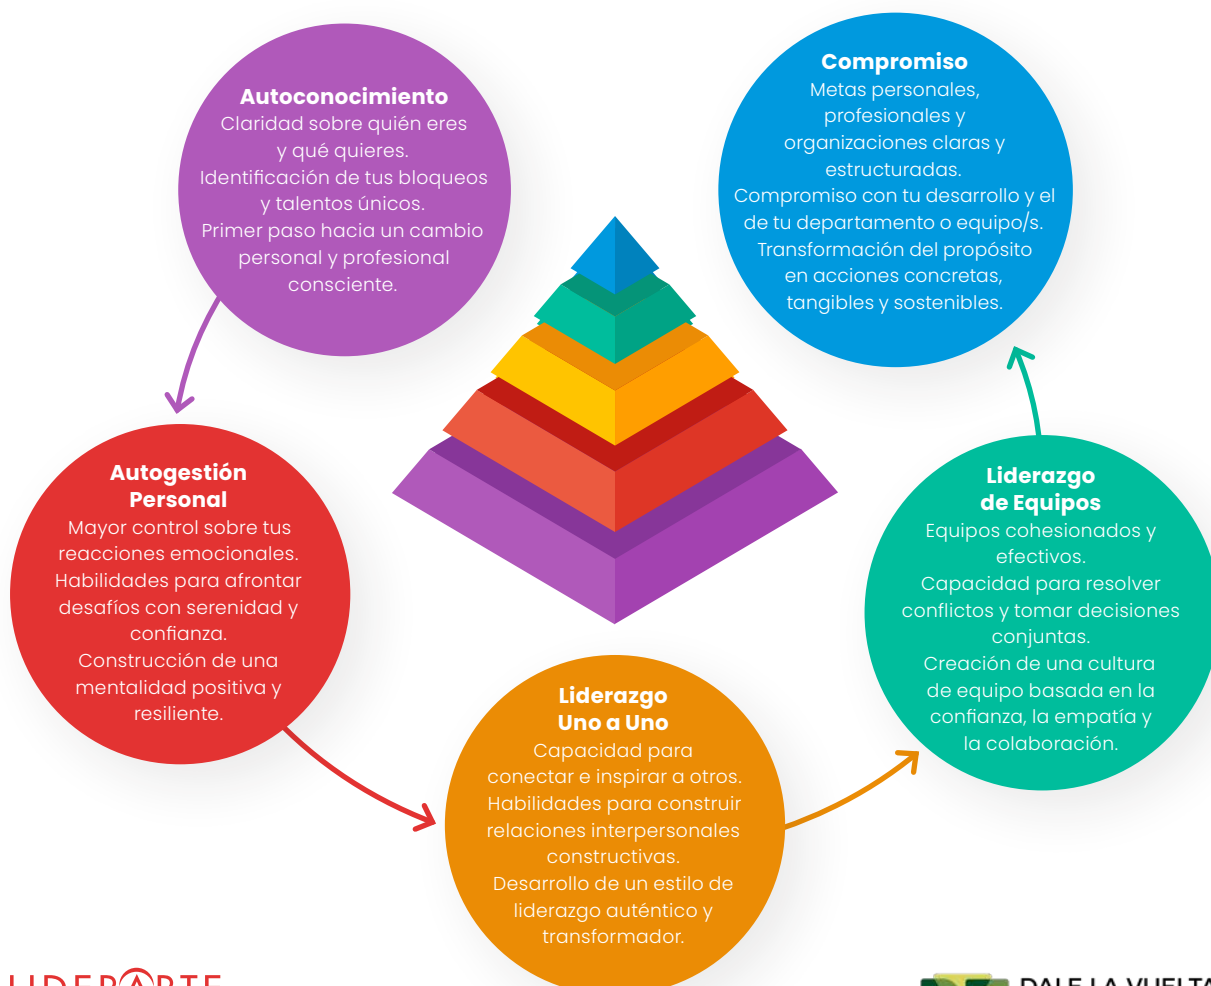 Autoconocimiento
Claridad sobre quién eres
y qué quieres.
Identificación de tus bloqueos
y talentos únicos.
Primer paso hacia un cambio
personal y profesional
consciente.
Autogestión
Personal
Mayor control sobre tus
reacciones emocionales.
Habilidades para afrontar
desafíos con serenidad y
confianza.
Construcción de una
mentalidad positiva y
resiliente.
Liderazgo
Uno a Uno
Capacidad para
conectar e inspirar a otros.
Habilidades para construir
relaciones interpersonales
constructivas.
Desarrollo de un estilo de
liderazgo auténtico y
transformador.
Liderazgo
de Equipos
Equipos cohesionados y
efectivos.
Capacidad para resolver
conflictos y tomar decisiones
conjuntas.
Creación de una cultura
de equipo basada en la
confianza, la empatía y
la colaboración.
Compromiso
Metas personales,
profesionales y
organizaciones claras y
estructuradas.
Compromiso con tu desarrollo y el
de tu departamento o equipo/s.
Transformación del propósito
en acciones concretas,
tangibles y sostenibles.
LIDERARTE
DALE LA VUELTA